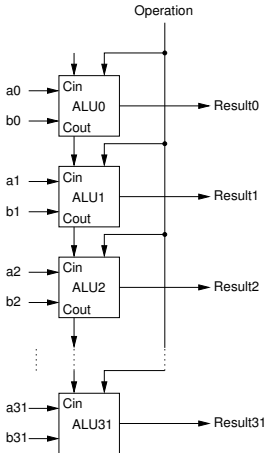 Operation
a0 Cin
ALU0 Result0
b0 Cout
a1 Cin
ALU1 Result1
b1 Cout
a2 Cin
ALU2 Result2
b2 Cout
a31 Cin
ALU31 Result31
b31